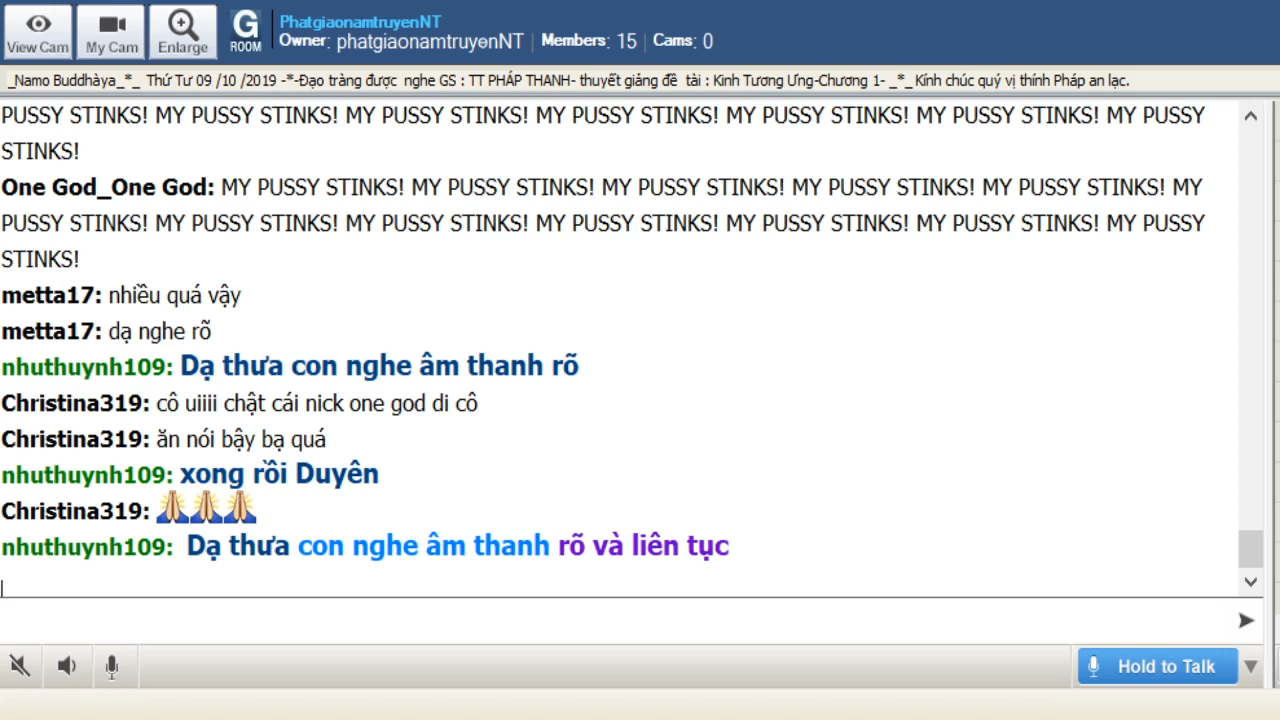 View Cam
My Cam
Enlarge
G
ROOM
PhatgiaonamtruyenNT
Owner: phatgiaonamtruyenNT | Members: 15 | Cams: 0
_Namo Buddhàya_*_ Thứ Tư 09 /10 /2019 -*-Đạo tràng được nghe GS : TT PHÁP THANH- thuyết giảng đề tài : Kinh Tương Ưng-Chương 1- _*_ Kính chúc quý vị thính Pháp an lạc.
PUSSY STINKS! MY PUSSY STINKS! MY PUSSY STINKS! MY PUSSY STINKS! MY PUSSY STINKS! MY PUSSY STINKS! MY PUSSY
STINKS!
One God_One God: MY PUSSY STINKS! MY PUSSY STINKS! MY PUSSY STINKS! MY PUSSY STINKS! MY PUSSY STINKS! MY
PUSSY STINKS! MY PUSSY STINKS! MY PUSSY STINKS! MY PUSSY STINKS! MY PUSSY STINKS! MY PUSSY STINKS! MY PUSSY
STINKS!
metta17: nhiều quá vậy
metta17: dạ nghe rõ
nhuthuynh109: Dạ thưa con nghe âm thanh rõ
Christina319: cô uiiii chật cái nick one god di cô
Christina319: ăn nói bậy bạ quá
nhuthuynh109: xong rồi Duyên
Christina319: 🙏🙏🙏
nhuthuynh109: Dạ thưa con nghe âm thanh rõ và liên tục
Hold to Talk